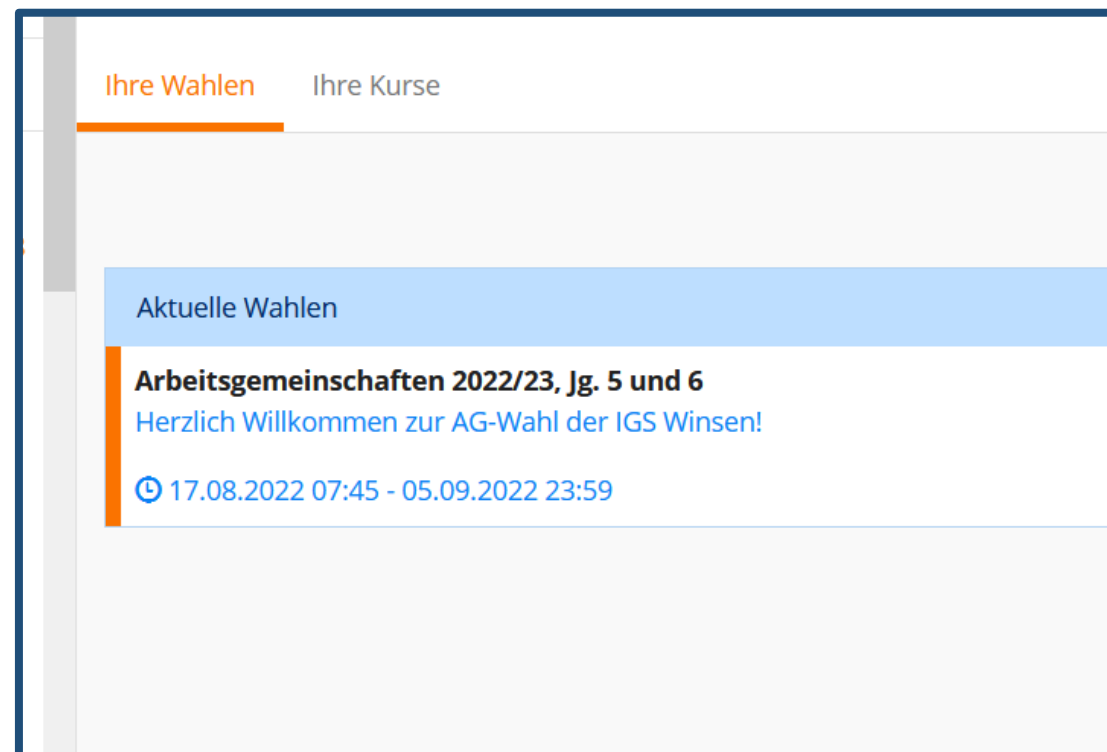 Ihre Wahlen Ihre Kurse
Aktuelle Wahlen
Arbeitsgemeinschaften 2022/23, Jg. 5 und 6
Herzlich Willkommen zur AG-Wahl der IGS Winsen!
17.08.2022 07:45 - 05.09.2022 23:59